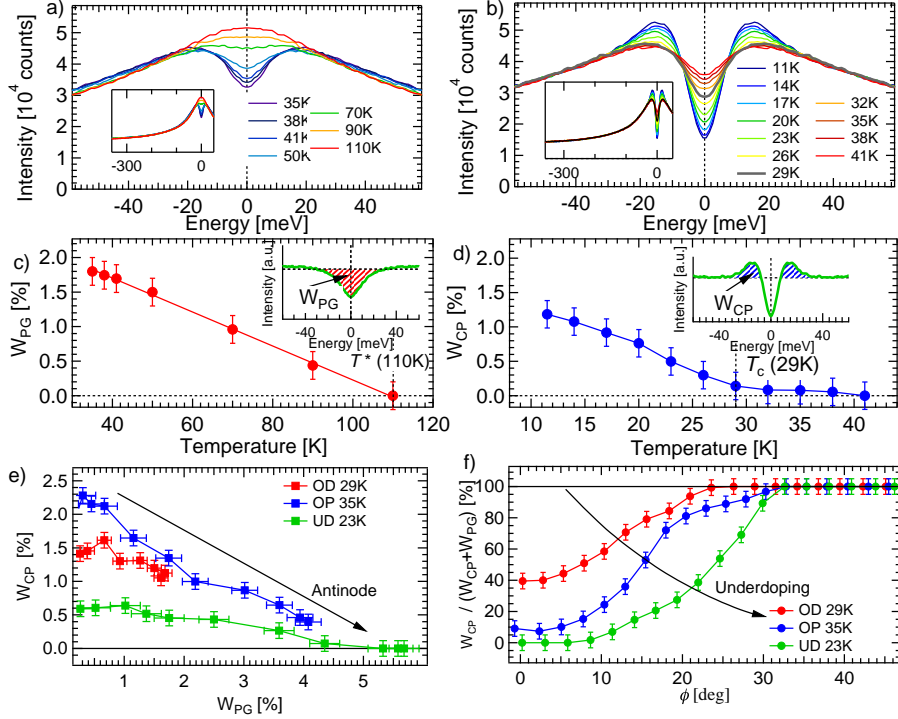 a)
b)
Intensity [10⁴ counts]
5
4
3
2
1
0
35K
38K
41K
50K
70K
90K
110K
-300
0
-40
-20
0
20
40
Energy [meV]
Intensity [10⁴ counts]
6
5
4
3
2
1
0
11K
14K
17K
20K
23K
26K
29K
32K
35K
38K
41K
-300
0
-40
-20
0
20
40
Energy [meV]
c)
W_PG [%]
2.0
1.5
1.0
0.5
0.0
Intensity [a.u.]
W_PG
-40
0
40
Energy [meV]
T* (110K)
40
60
80
100
120
Temperature [K]
d)
W_CP [%]
2.0
1.5
1.0
0.5
0.0
Intensity [a.u.]
W_CP
-40
0
40
Energy [meV]
T_c (29K)
10
15
20
25
30
35
40
Temperature [K]
e)
W_CP [%]
2.5
2.0
1.5
1.0
0.5
0.0
OD 29K
OP 35K
UD 23K
Antinode
1
2
3
4
5
W_PG [%]
f)
W_CP / (W_CP+W_PG) [%]
100
80
60
40
20
0
Underdoping
OD 29K
OP 35K
UD 23K
0
10
20
30
40
ϕ [deg]